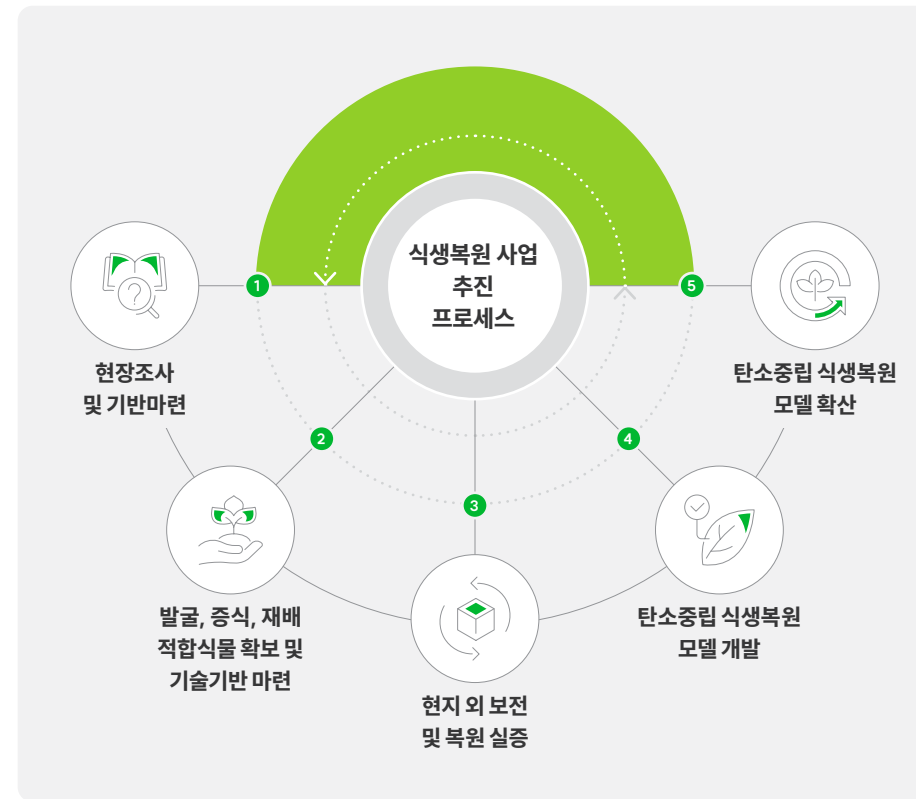 식생복원 사업
추진
프로세스
1
현장조사
및 기반마련
2
발굴, 증식, 재배
적합식물 확보 및
기술기반 마련
3
현지 외 보전
및 복원 실증
4
탄소중립 식생복원
모델 개발
5
탄소중립 식생복원
모델 확산
?